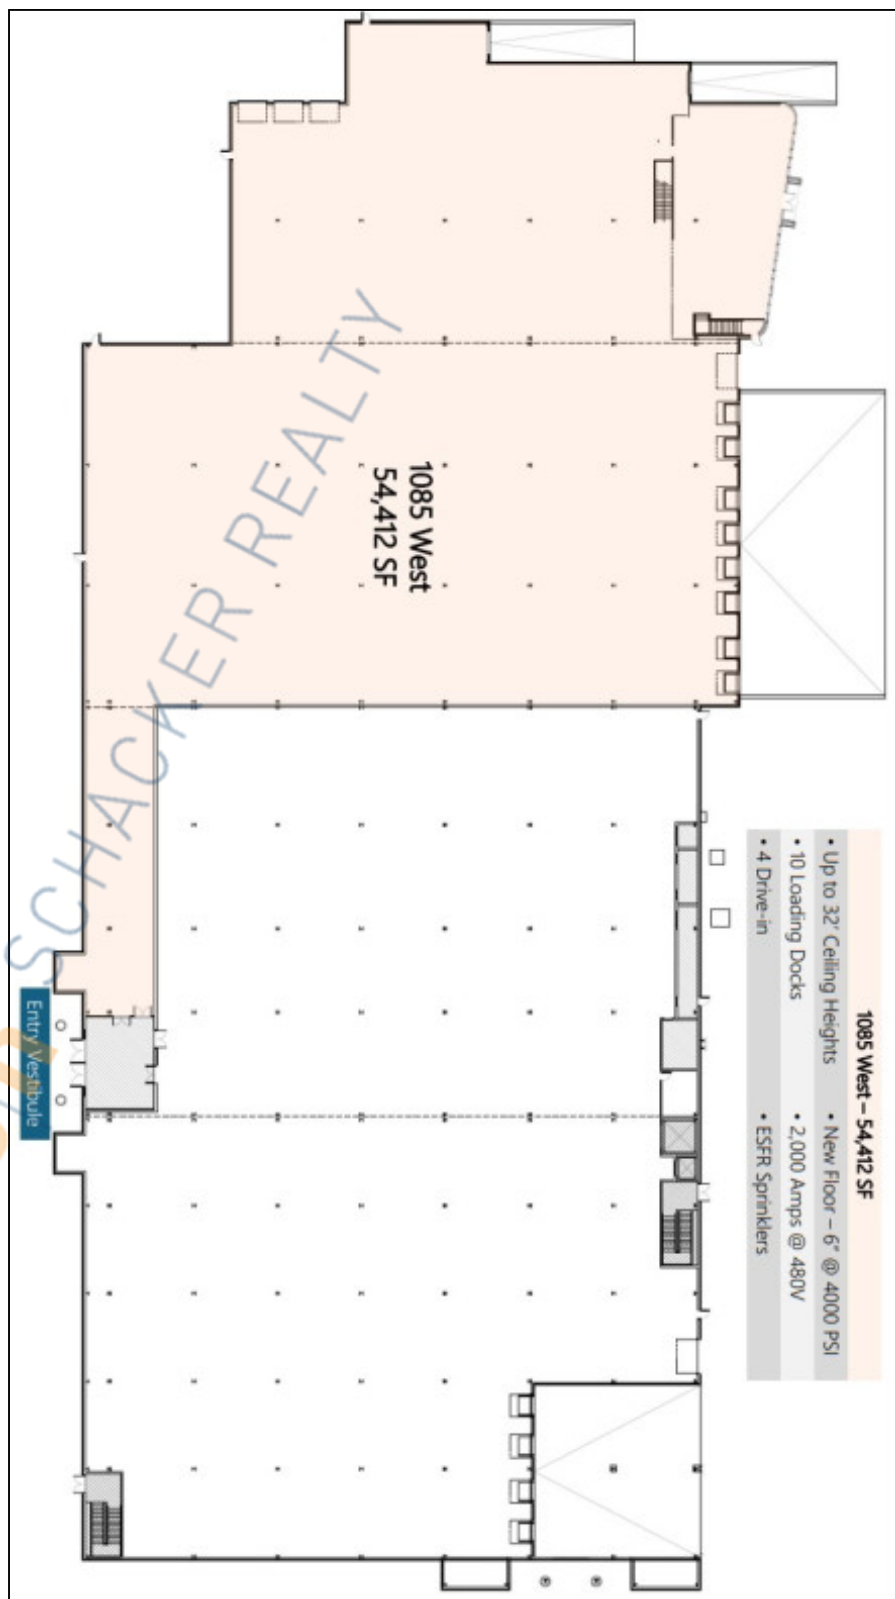 1085 West – 54,412 SF
• Up to 32' Ceiling Heights
• New Floor – 6" @ 4000 PSI
• 10 Loading Docks
• 2,000 Amps @ 480V
• 4 Drive-in
• ESFR Sprinklers
1085 West
54,412 SF
Entry Vestibule
SCHACKER REALTY